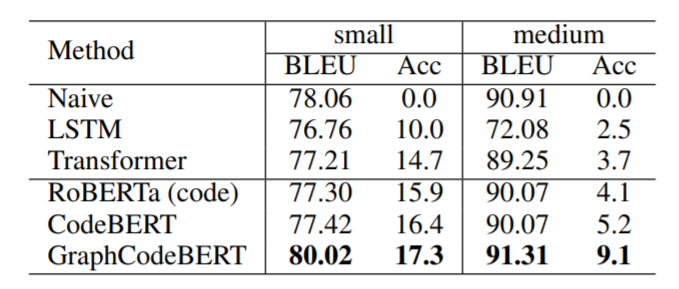 Method small medium
BLEU Acc BLEU Acc
Naive 78.06 0.0 90.91 0.0
LSTM 76.76 10.0 72.08 2.5
Transformer 77.21 14.7 89.25 3.7
RoBERTa (code) 77.30 15.9 90.07 4.1
CodeBERT 77.42 16.4 90.07 5.2
GraphCodeBERT 80.02 17.3 91.31 9.1